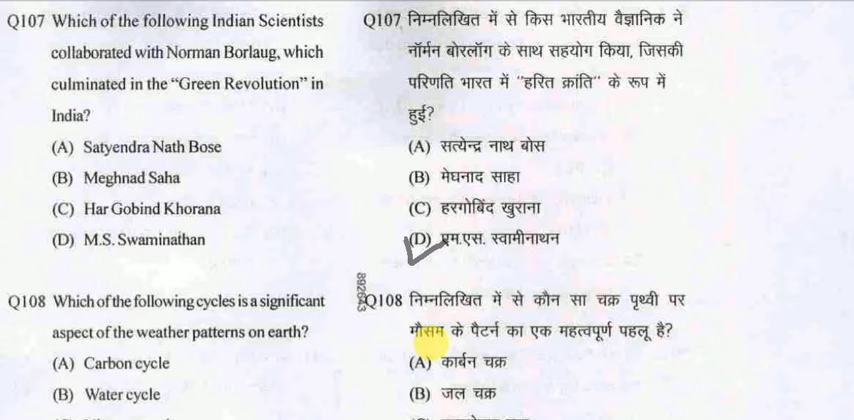 Q107 Which of the following Indian Scientists
collaborated with Norman Borlaug, which
culminated in the “Green Revolution” in
India?
(A) Satyendra Nath Bose
(B) Meghnad Saha
(C) Har Gobind Khorana
(D) M.S. Swaminathan
Q108 Which of the following cycles is a significant
aspect of the weather patterns on earth?
(A) Carbon cycle
(B) Water cycle
Q107 निम्नलिखित में से किस भारतीय वैज्ञानिक ने
नॉर्मन बोरलॉग के साथ सहयोग किया, जिसकी
परिणति भारत में "हरित क्रांति" के रूप में
हुई?
(A) सत्येन्द्र नाथ बोस
(B) मेघनाद साहा
(C) हरगोबिंद खुराना
(D) एम.एस. स्वामीनाथन
892643
Q108 निम्नलिखित में से कौन सा चक्र पृथ्वी पर
मौसम के पैटर्न का एक महत्वपूर्ण पहलू है?
(A) कार्बन चक्र
(B) जल चक्र